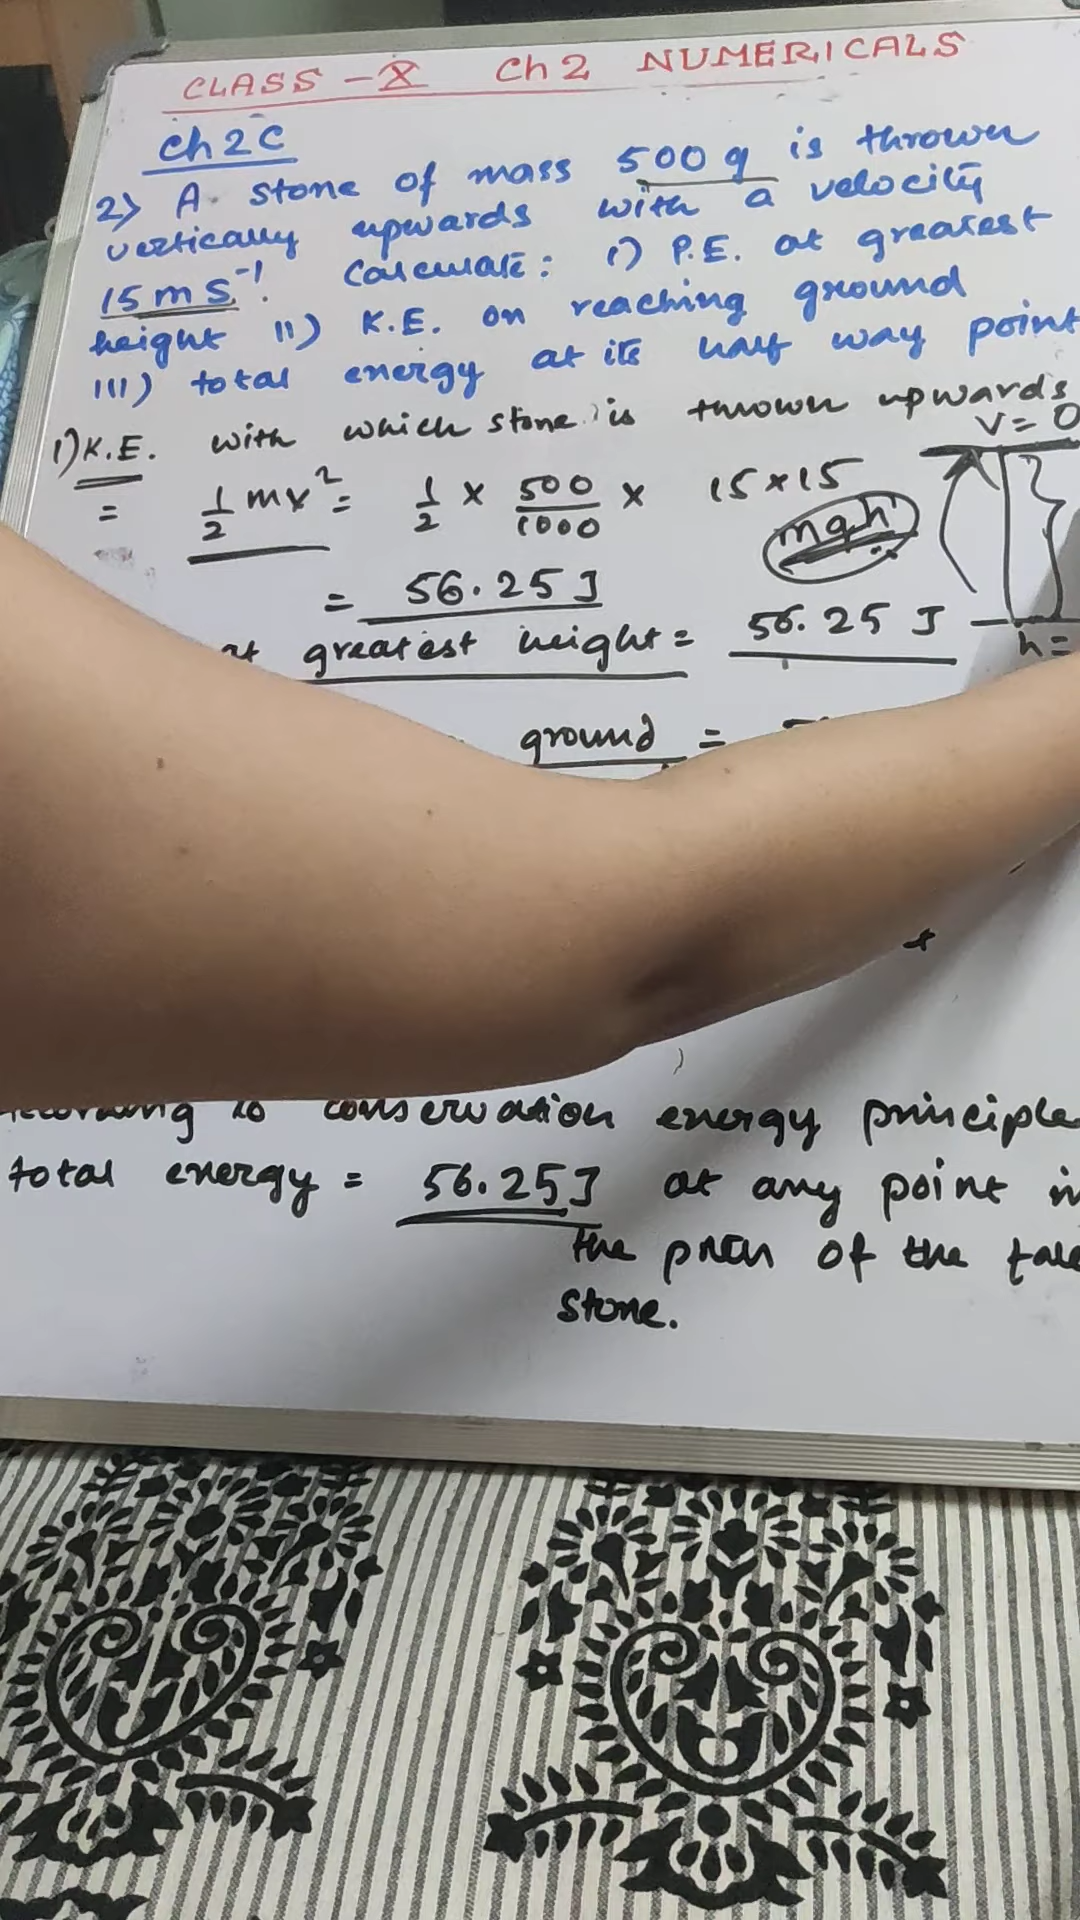 CLASS - X Ch 2 NUMERICALS
Ch 2 C
2) A stone of mass 500 g is thrown
vertically upwards with a velocity
15 m s⁻¹. Calculate: i) P.E. at greatest
height ii) K.E. on reaching ground
iii) total energy at its half way point
1) K.E. with which stone is thrown upwards
V = 0
= 1/2 mv² = 1/2 × 500/1000 × 15 × 15
mgh
= 56.25 J
at greatest height = 56.25 J
h =
ground =
to conservation energy principle
total energy = 56.25 J at any point in
the path of the
stone.